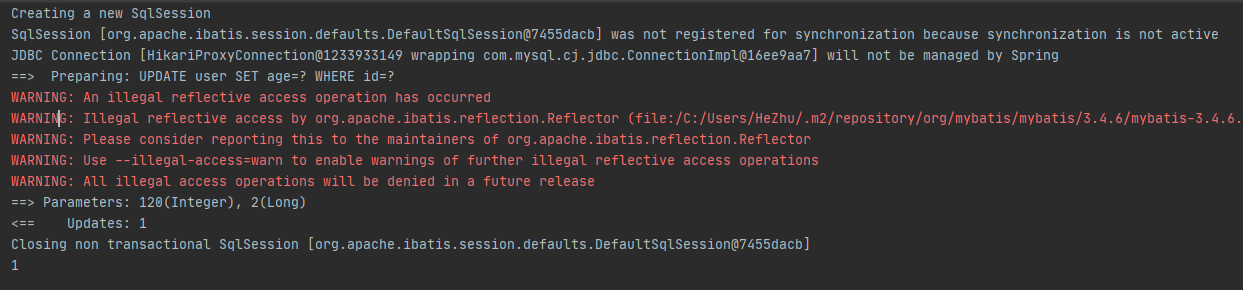 Creating a new SqlSession
SqlSession [org.apache.ibatis.session.defaults.DefaultSqlSession@7455dacb] was not registered for synchronization because synchronization is not active
JDBC Connection [HikariProxyConnection@1233933149 wrapping com.mysql.cj.jdbc.ConnectionImpl@16ee9aa7] will not be managed by Spring
==>  Preparing: UPDATE user SET age=? WHERE id=?
WARNING: An illegal reflective access operation has occurred
WARNING: Illegal reflective access by org.apache.ibatis.reflection.Reflector (file:/C:/Users/HeZhu/.m2/repository/org/mybatis/mybatis/3.4.6/mybatis-3.4.6.
WARNING: Please consider reporting this to the maintainers of org.apache.ibatis.reflection.Reflector
WARNING: Use --illegal-access=warn to enable warnings of further illegal reflective access operations
WARNING: All illegal access operations will be denied in a future release
==> Parameters: 120(Integer), 2(Long)
<==    Updates: 1
Closing non transactional SqlSession [org.apache.ibatis.session.defaults.DefaultSqlSession@7455dacb]
1